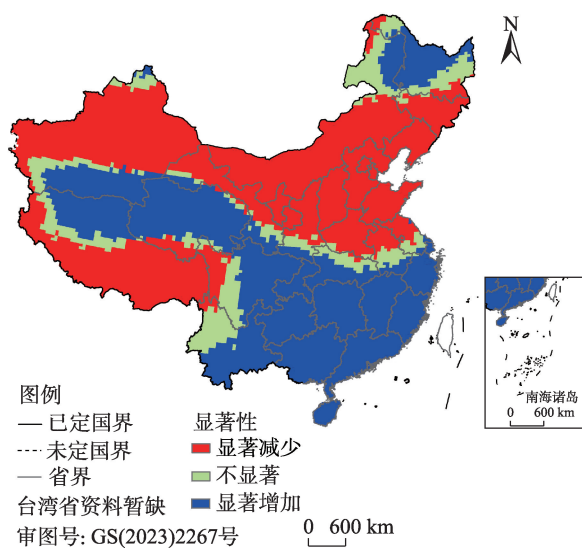 N
南海诸岛
0 600 km
图例
已定国界
未定国界
省界
台湾省资料暂缺
审图号: GS(2023)2267号
显著性
显著减少
不显著
显著增加
0 600 km